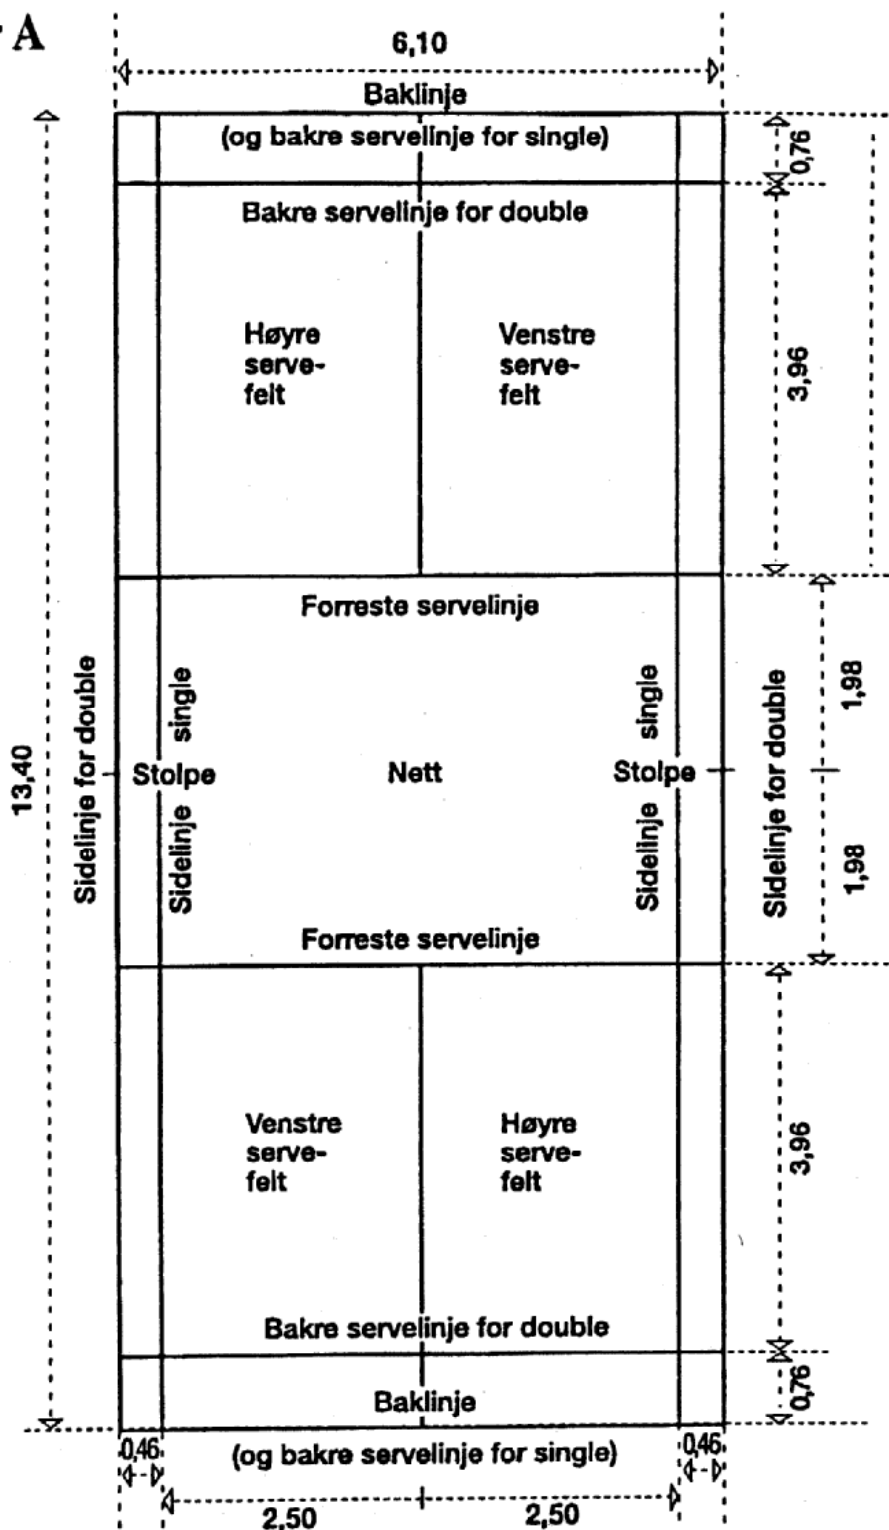 A
6,10
Baklinje
(og bakre servelinje for single)
0,76
Bakre servelinje for double
Høyre
serve-
felt
Venstre
serve-
felt
3,96
Forreste servelinje
13,40
Sidelinje for double
Sidelinje single
Stolpe
Nett
Stolpe
Sidelinje single
Sidelinje for double
1,98
1,98
Forreste servelinje
Venstre
serve-
felt
Høyre
serve-
felt
3,96
Bakre servelinje for double
Baklinje
0,76
0,46
(og bakre servelinje for single)
0,46
2,50
2,50